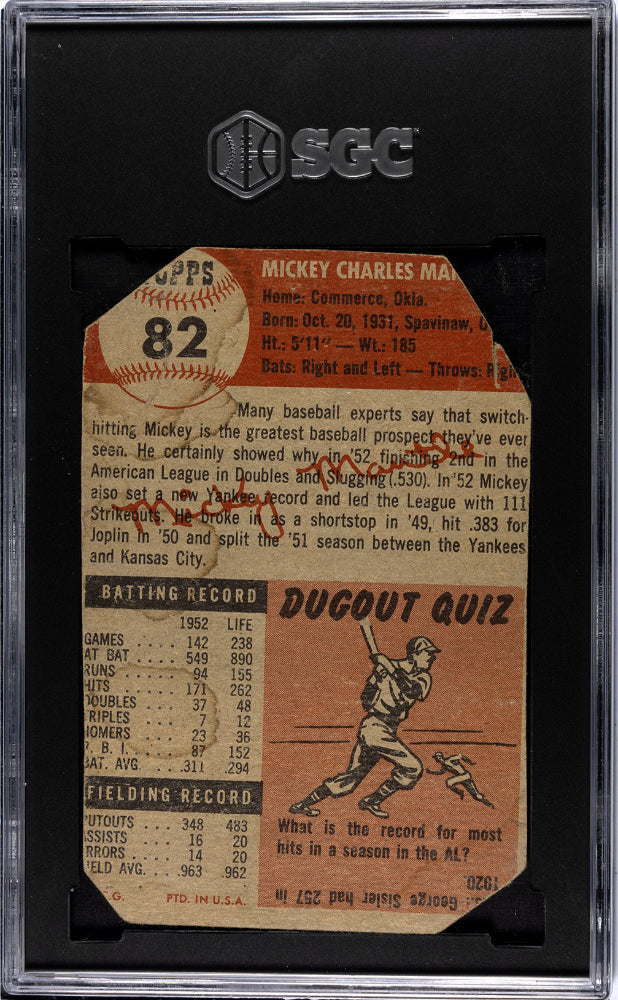 SGC
OPPS
82
MICKEY CHARLES MA
Home: Commerce, Okla.
Born: Oct. 20, 1931, Spavinaw, O
Ht.: 5'11" — Wt.: 185
Bats: Right and Left — Throws: Righ
Many baseball experts say that switch-
hitting Mickey is the greatest baseball prospect they've ever
seen. He certainly showed why in '52 finishing 2nd in the
American League in Doubles and Slugging (.530). In '52 Mickey
also set a new Yankee record and led the League with 111
Strikeouts. He broke in as a shortstop in '49, hit .383 for
Joplin in '50 and split the '51 season between the Yankees
and Kansas City.
Mickey Mantle
BATTING RECORD
1952 LIFE
GAMES .... 142 238
AT BAT .... 549 890
RUNS .... 94 155
HITS .... 171 262
DOUBLES ... 37 48
TRIPLES ... 7 12
HOMERS ... 23 36
R. B. I. ... 87 152
BAT. AVG. .311 .294
FIELDING RECORD
UTOUTS ... 348 483
SSISTS ... 16 20
RRORS ... 14 20
IELD AVG. .. .963 .962
G. PTD. IN U.S.A.
DUGOUT QUIZ
What is the record for most
hits in a season in the AL?
.: George Sisler had 257 in
1920.